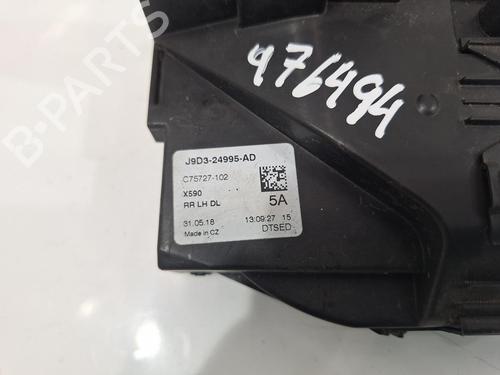 476494
J9D3-24995-AD
C75727-102
X590
RR LH DL
5A
31.05.18 13:09:27 15
Made in CZ DTSED
B-PARTS